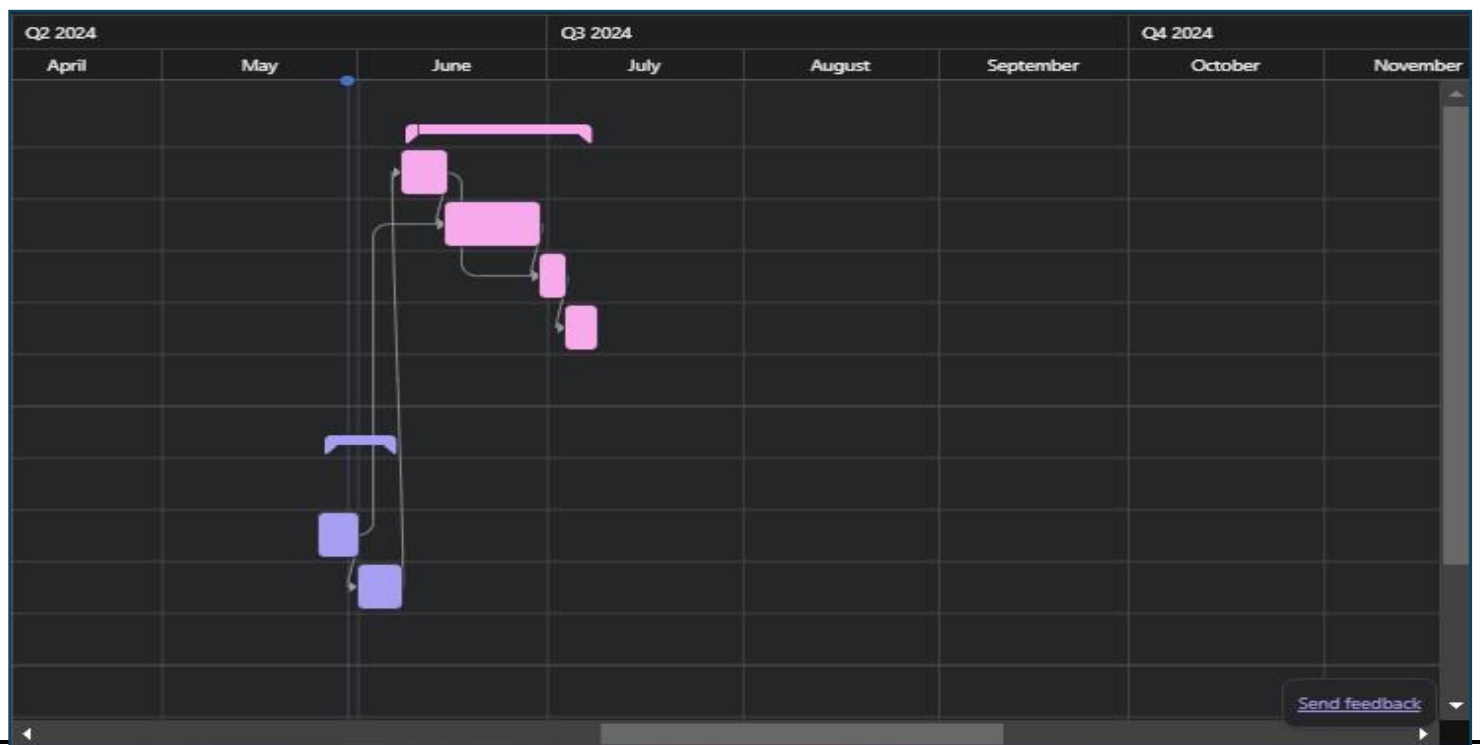 Q2 2024 Q3 2024 Q4 2024
April May June July August September October November
Send feedback